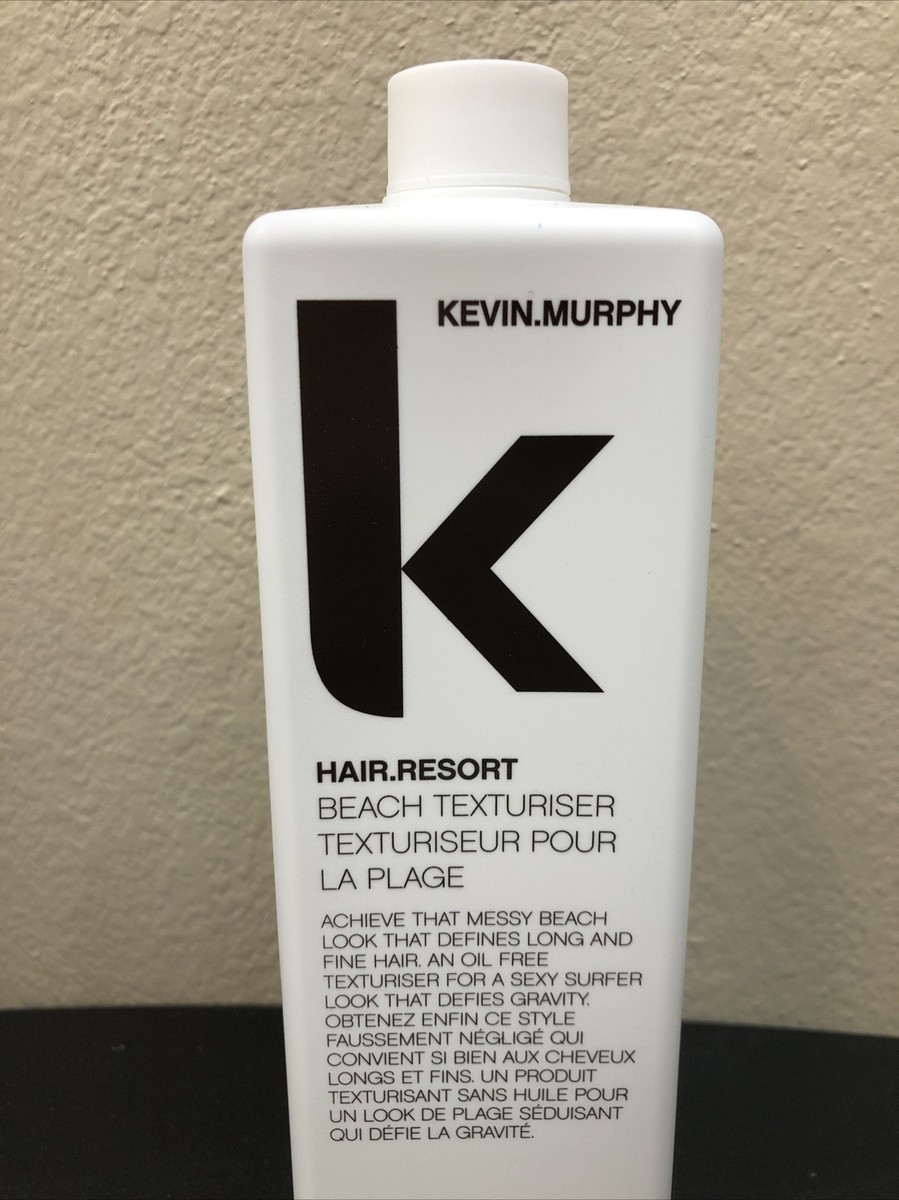 KEVIN.MURPHY
k
HAIR.RESORT
BEACH TEXTURISER
TEXTURISEUR POUR
LA PLAGE
ACHIEVE THAT MESSY BEACH
LOOK THAT DEFINES LONG AND
FINE HAIR. AN OIL FREE
TEXTURISER FOR A SEXY SURFER
LOOK THAT DEFIES GRAVITY.
OBTENEZ ENFIN CE STYLE
FAUSSEMENT NÉGLIGÉ QUI
CONVIENT SI BIEN AUX CHEVEUX
LONGS ET FINS. UN PRODUIT
TEXTURISANT SANS HUILE POUR
UN LOOK DE PLAGE SÉDUISANT
QUI DÉFIE LA GRAVITÉ.